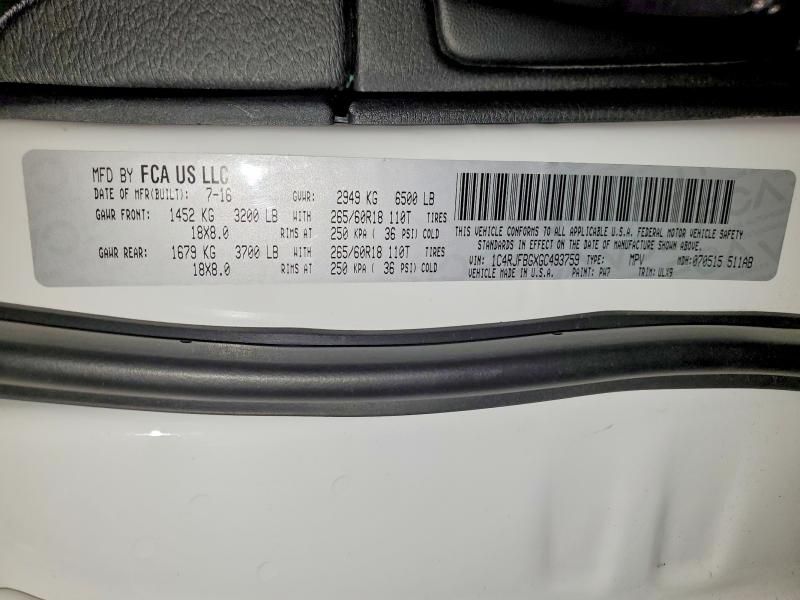 MFD BY FCA US LLC
DATE OF MFR(BUILT): 7-16 GVWR: 2949 KG 6500 LB
GAWR FRONT: 1452 KG 3200 LB WITH 265/60R18 110T TIRES
18X8.0 RIMS AT 250 KPA ( 36 PSI) COLD
GAWR REAR: 1679 KG 3700 LB WITH 265/60R18 110T TIRES
18X8.0 RIMS AT 250 KPA ( 36 PSI) COLD
THIS VEHICLE CONFORMS TO ALL APPLICABLE U.S.A. FEDERAL MOTOR VEHICLE SAFETY
STANDARDS IN EFFECT ON THE DATE OF MANUFACTURE SHOWN ABOVE.
VIN: 1C4RJFBGXGC493759 TYPE: MPV MDH: 070515 511AB
VEHICLE MADE IN U.S.A. PAINT: PW7 TRIM: ULX9